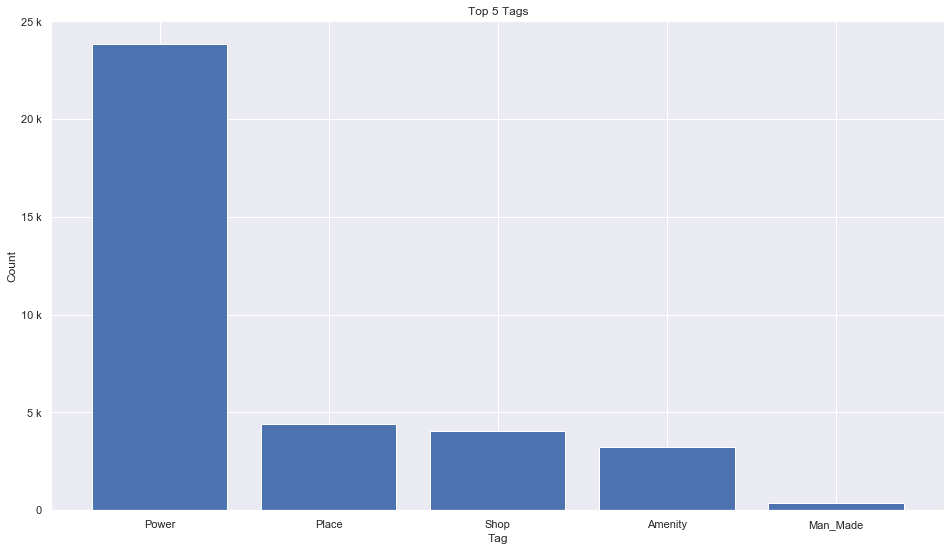 Top 5 Tags
25 k
20 k
15 k
10 k
5 k
0
Count
Power
Place
Shop
Amenity
Man_Made
Tag